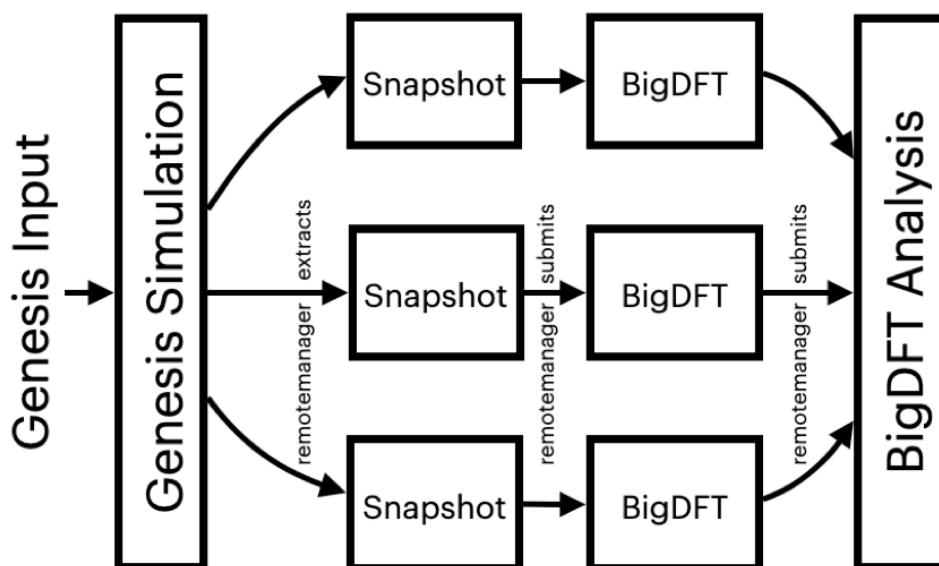 Genesis Input
Genesis Simulation
Snapshot
BigDFT
remotemanager extracts
Snapshot
remotemanager submits
BigDFT
remotemanager submits
Snapshot
BigDFT
BigDFT Analysis